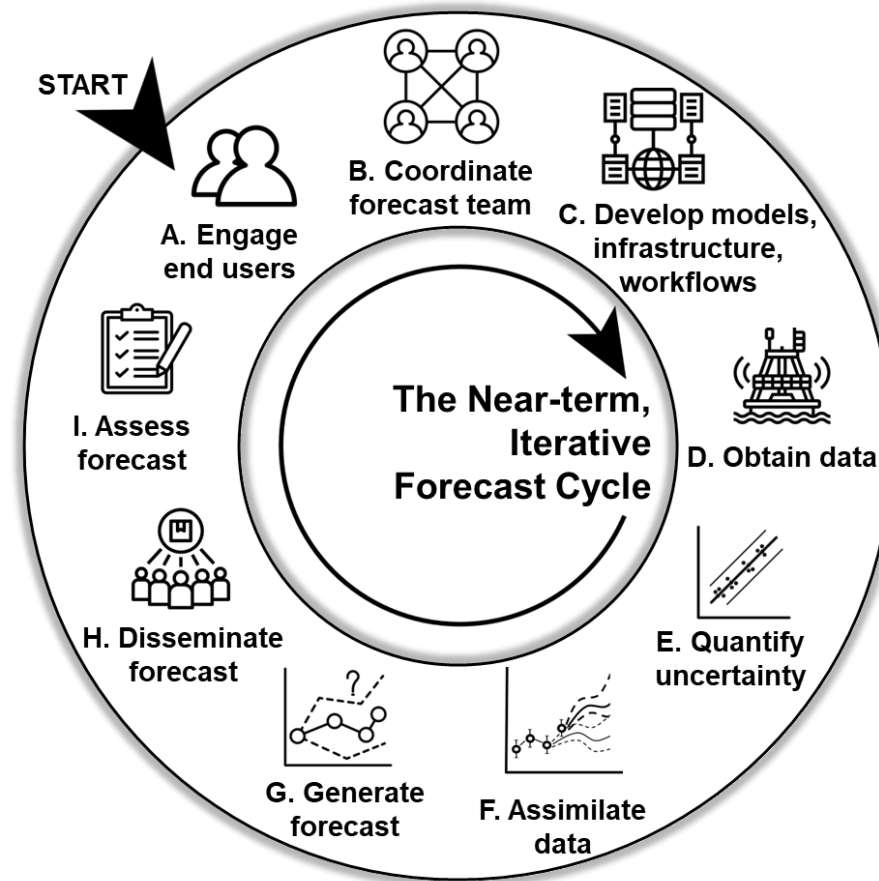 START
A. Engage
end users
B. Coordinate
forecast team
C. Develop models,
infrastructure,
workflows
D. Obtain data
E. Quantify
uncertainty
F. Assimilate
data
G. Generate
forecast
?
H. Disseminate
forecast
I. Assess
forecast
The Near-term,
Iterative
Forecast Cycle